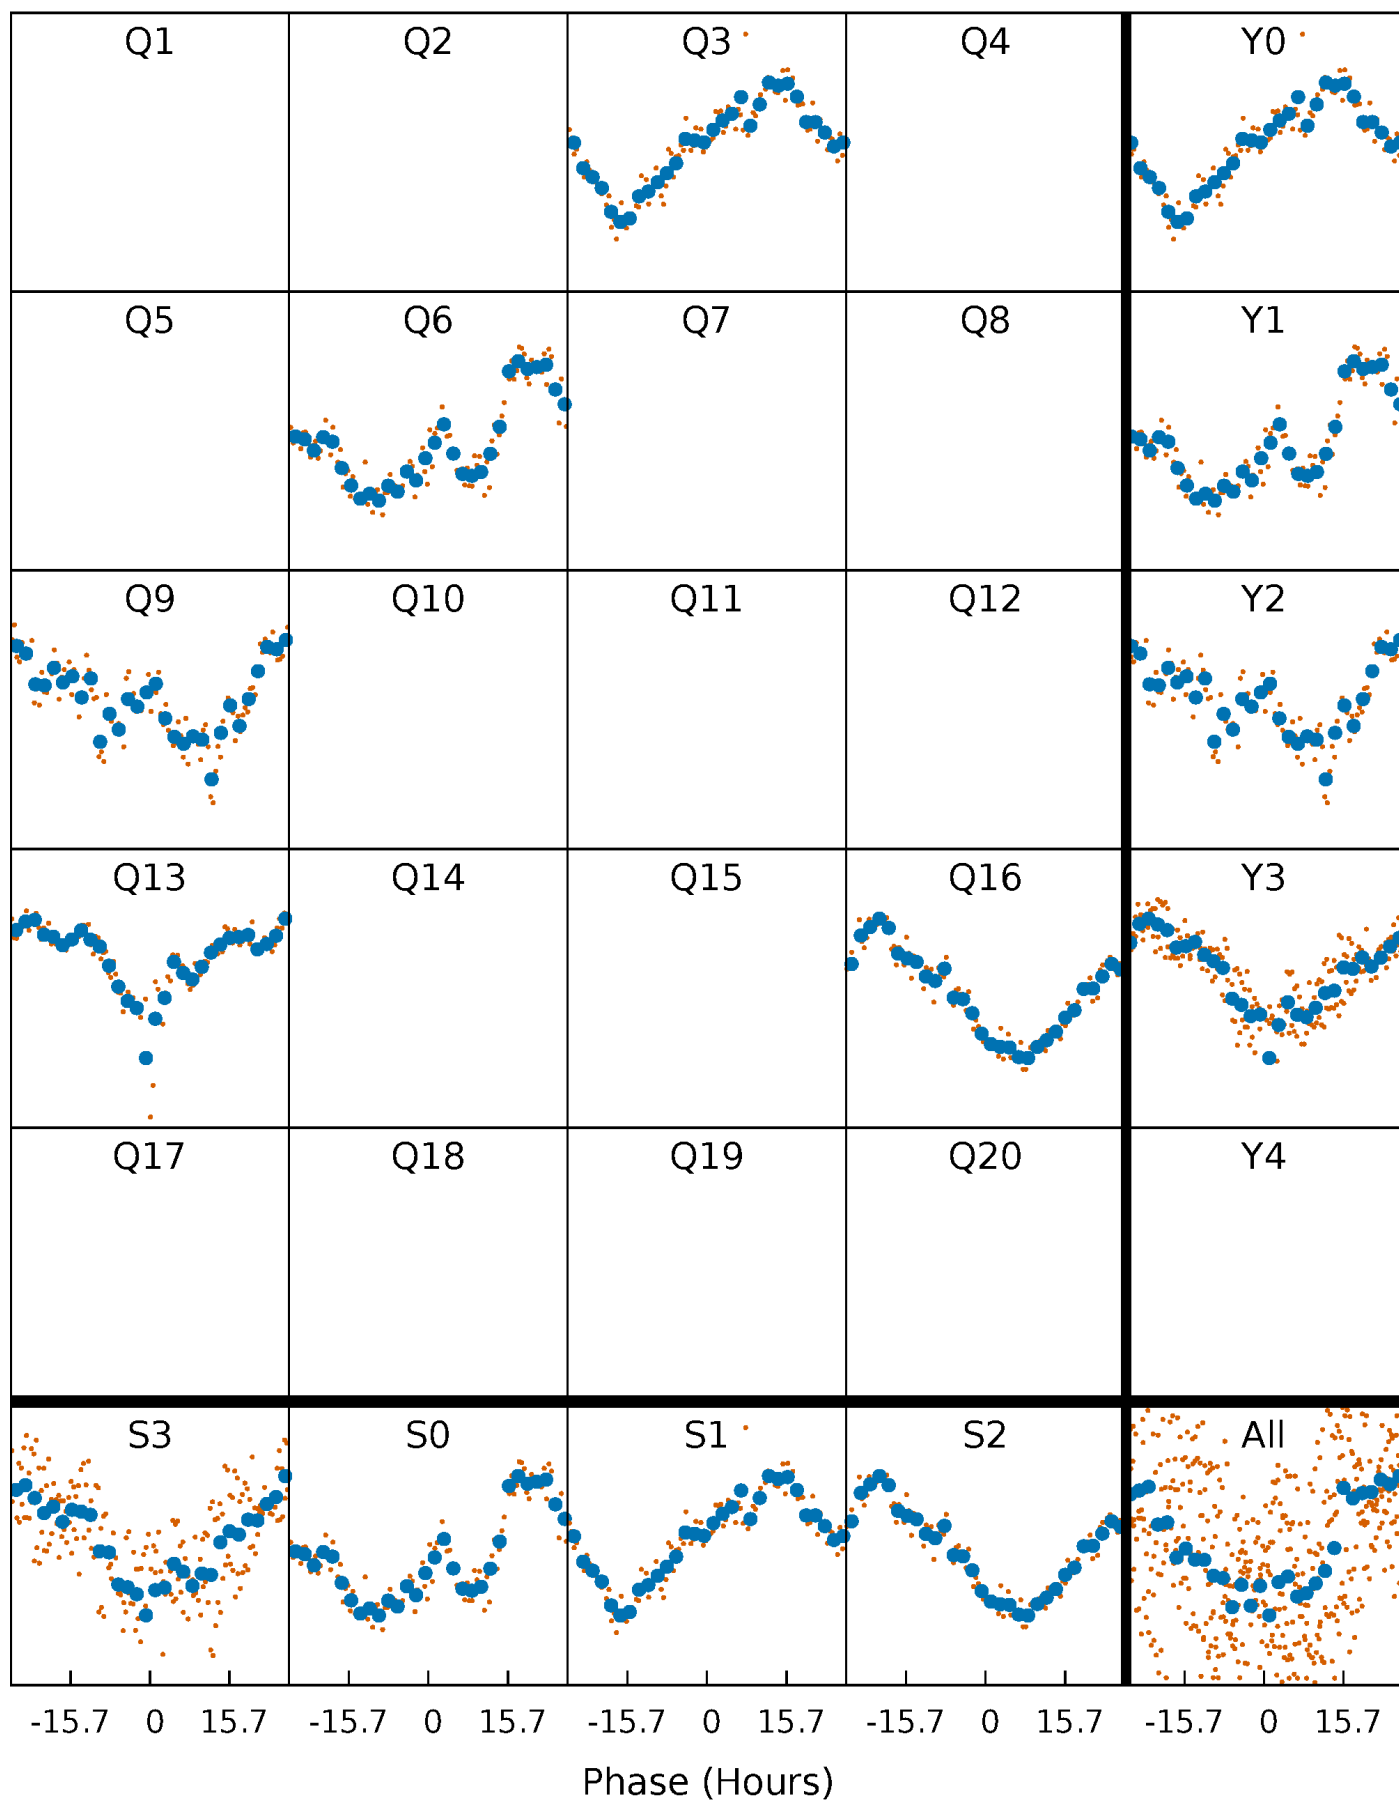 Q1 Q2 Q3 Q4 Y0
Q5 Q6 Q7 Q8 Y1
Q9 Q10 Q11 Q12 Y2
Q13 Q14 Q15 Q16 Y3
Q17 Q18 Q19 Q20 Y4
S3 S0 S1 S2 All
-15.7 0 15.7 -15.7 0 15.7 -15.7 0 15.7 -15.7 0 15.7 -15.7 0 15.7
Phase (Hours)